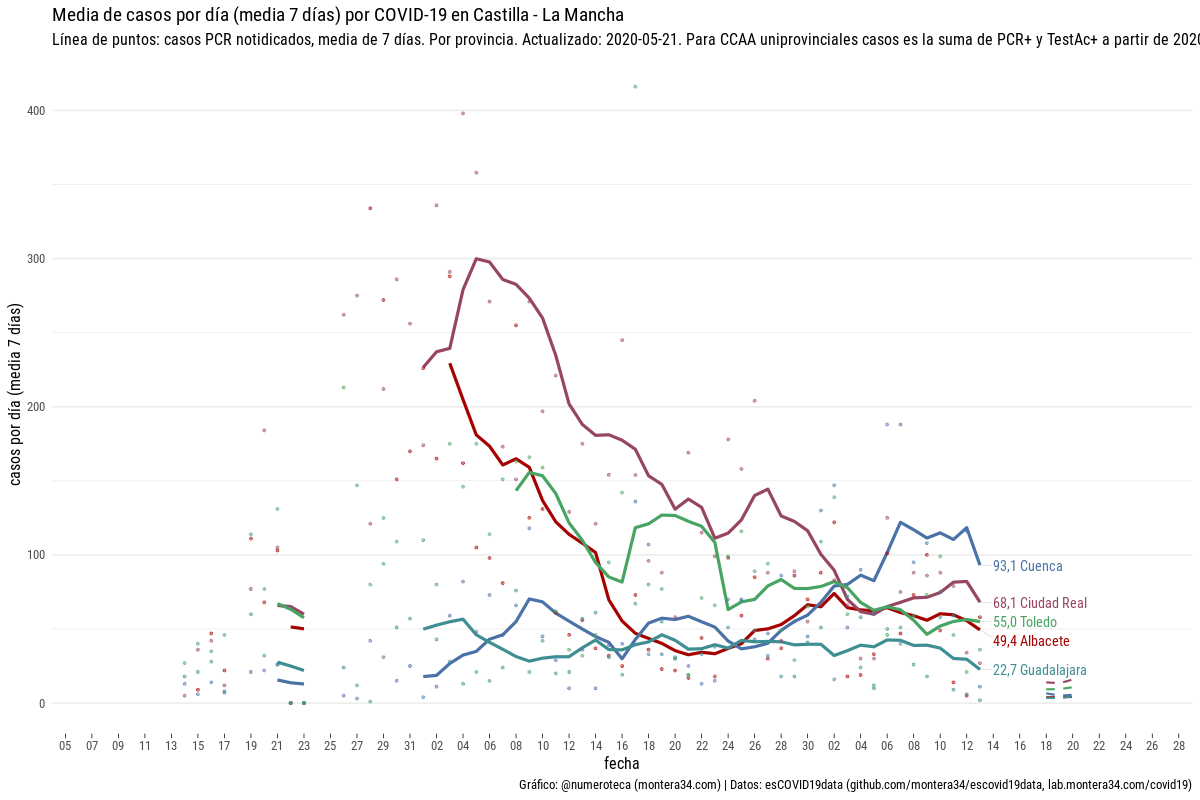 Media de casos por día (media 7 días) por COVID-19 en Castilla - La Mancha
Línea de puntos: casos PCR notidicados, media de 7 días. Por provincia. Actualizado: 2020-05-21. Para CCAA uniprovinciales casos es la suma de PCR+ y TestAc+ a partir de 202
400
300
200
100
0
casos por día (media 7 días)
93,1 Cuenca
68,1 Ciudad Real
55,0 Toledo
49,4 Albacete
22,7 Guadalajara
05 07 09 11 13 15 17 19 21 23 25 27 29 31 02 04 06 08 10 12 14 16 18 20 22 24 26 28 30 02 04 06 08 10 12 14 16 18 20 22 24 26 28
fecha
Gráfico: @numeroteca (montera34.com) | Datos: esCOVID19data (github.com/montera34/escovid19data, lab.montera34.com/covid19)